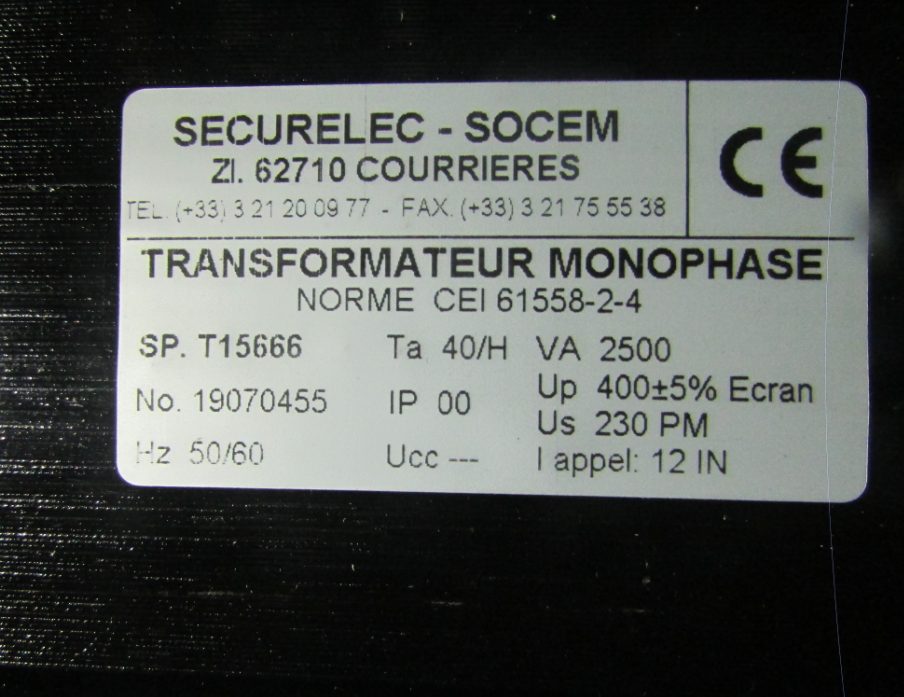 SECURELEC - SOCEM
ZI. 62710 COURRIERES
TEL. (+33) 3 21 20 09 77 - FAX. (+33) 3 21 75 55 38
CE
TRANSFORMATEUR MONOPHASE
NORME CEI 61558-2-4
SP. T15666 Ta 40/H VA 2500
No. 19070455 IP 00 Up 400±5% Ecran
Us 230 PM
Hz 50/60 Ucc --- I appel: 12 IN